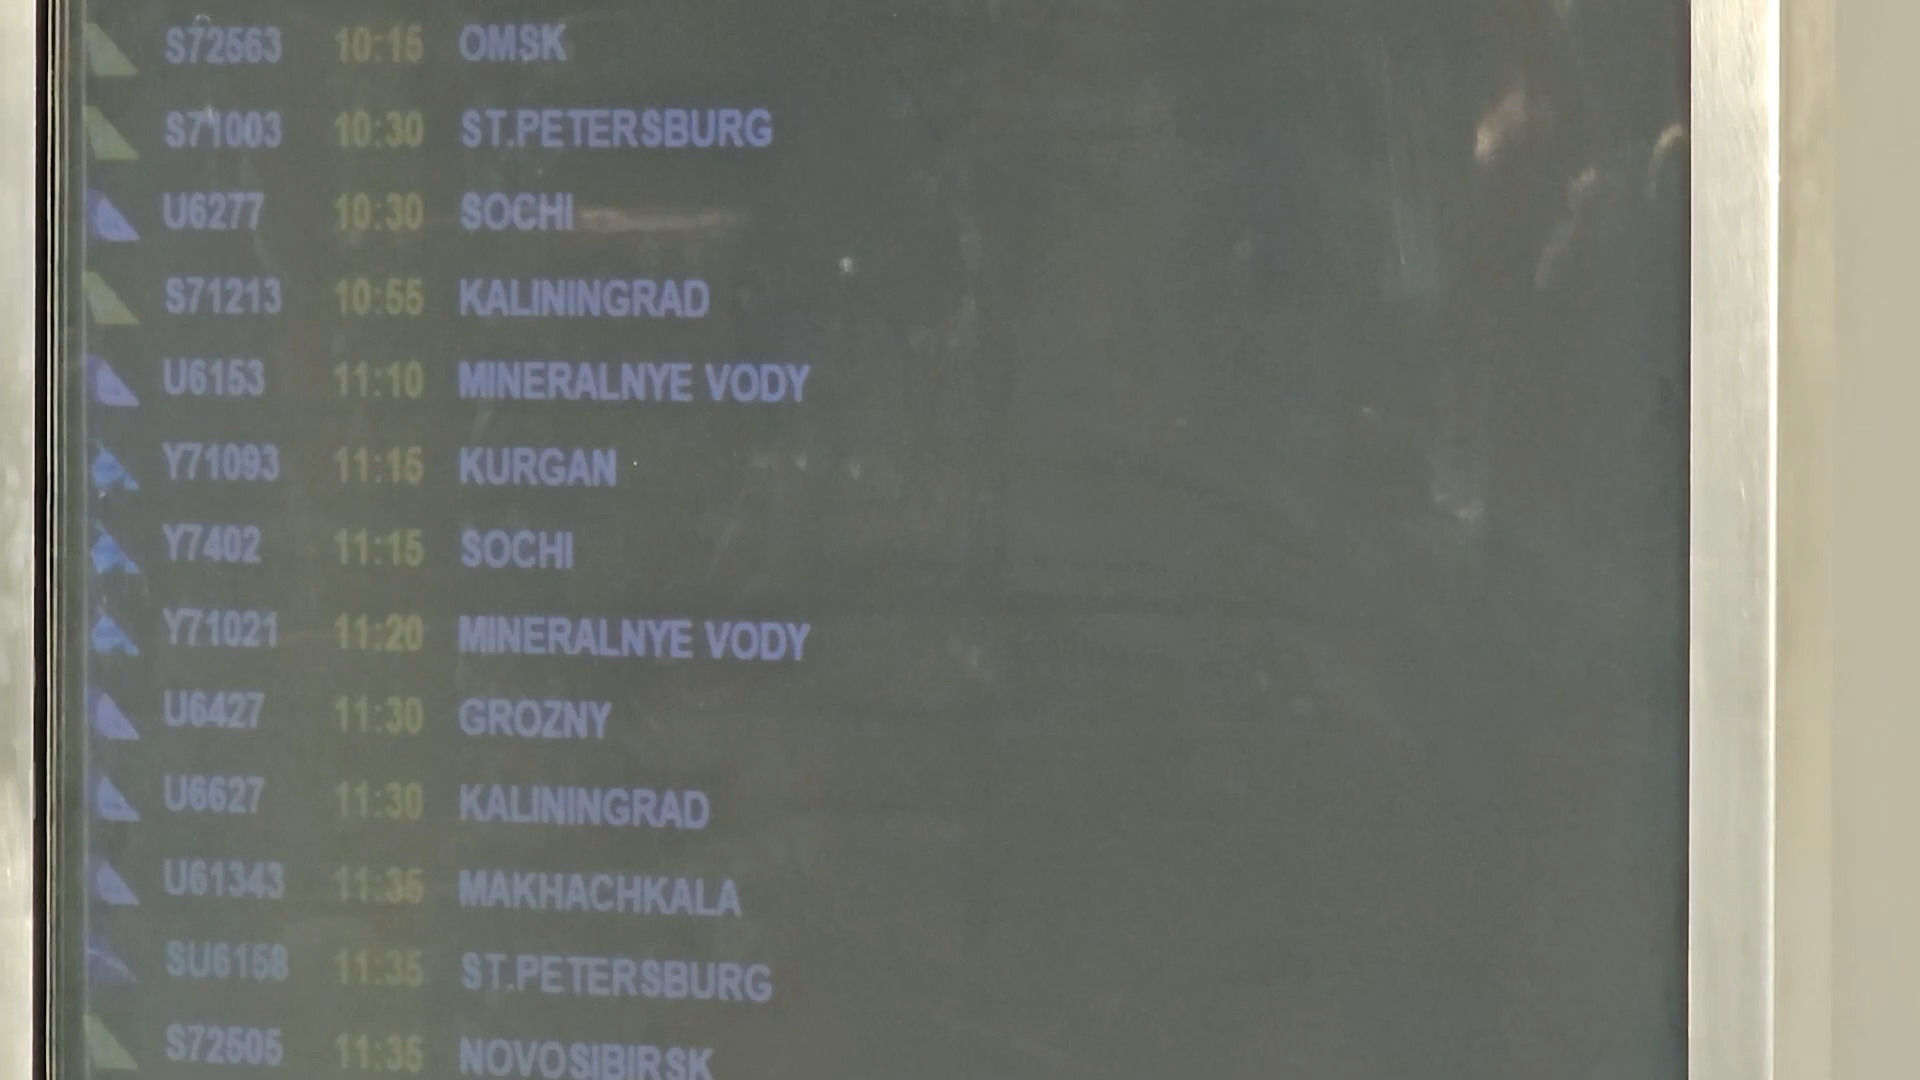 S72563 10:15 OMSK
S71003 10:30 ST.PETERSBURG
U6277 10:30 SOCHI
S71213 10:55 KALININGRAD
U6153 11:10 MINERALNYE VODY
Y71093 11:15 KURGAN
Y7402 11:15 SOCHI
Y71021 11:20 MINERALNYE VODY
U6427 11:30 GROZNY
U6627 11:30 KALININGRAD
U61343 11:35 MAKHACHKALA
SU6158 11:35 ST.PETERSBURG
S72505 11:35 NOVOSIBIRSK